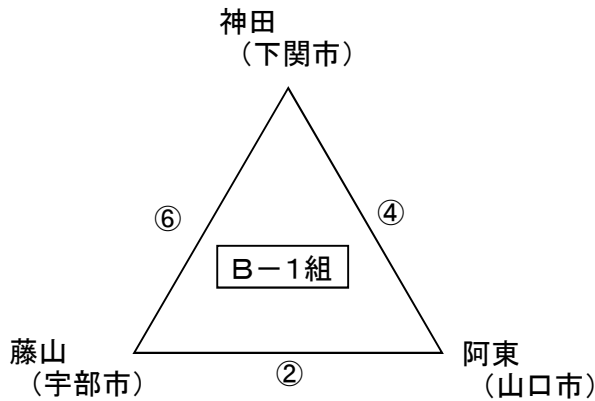 神田
（下関市）
⑥
④
Ｂ－１組
藤山
（宇部市）
②
阿東
（山口市）